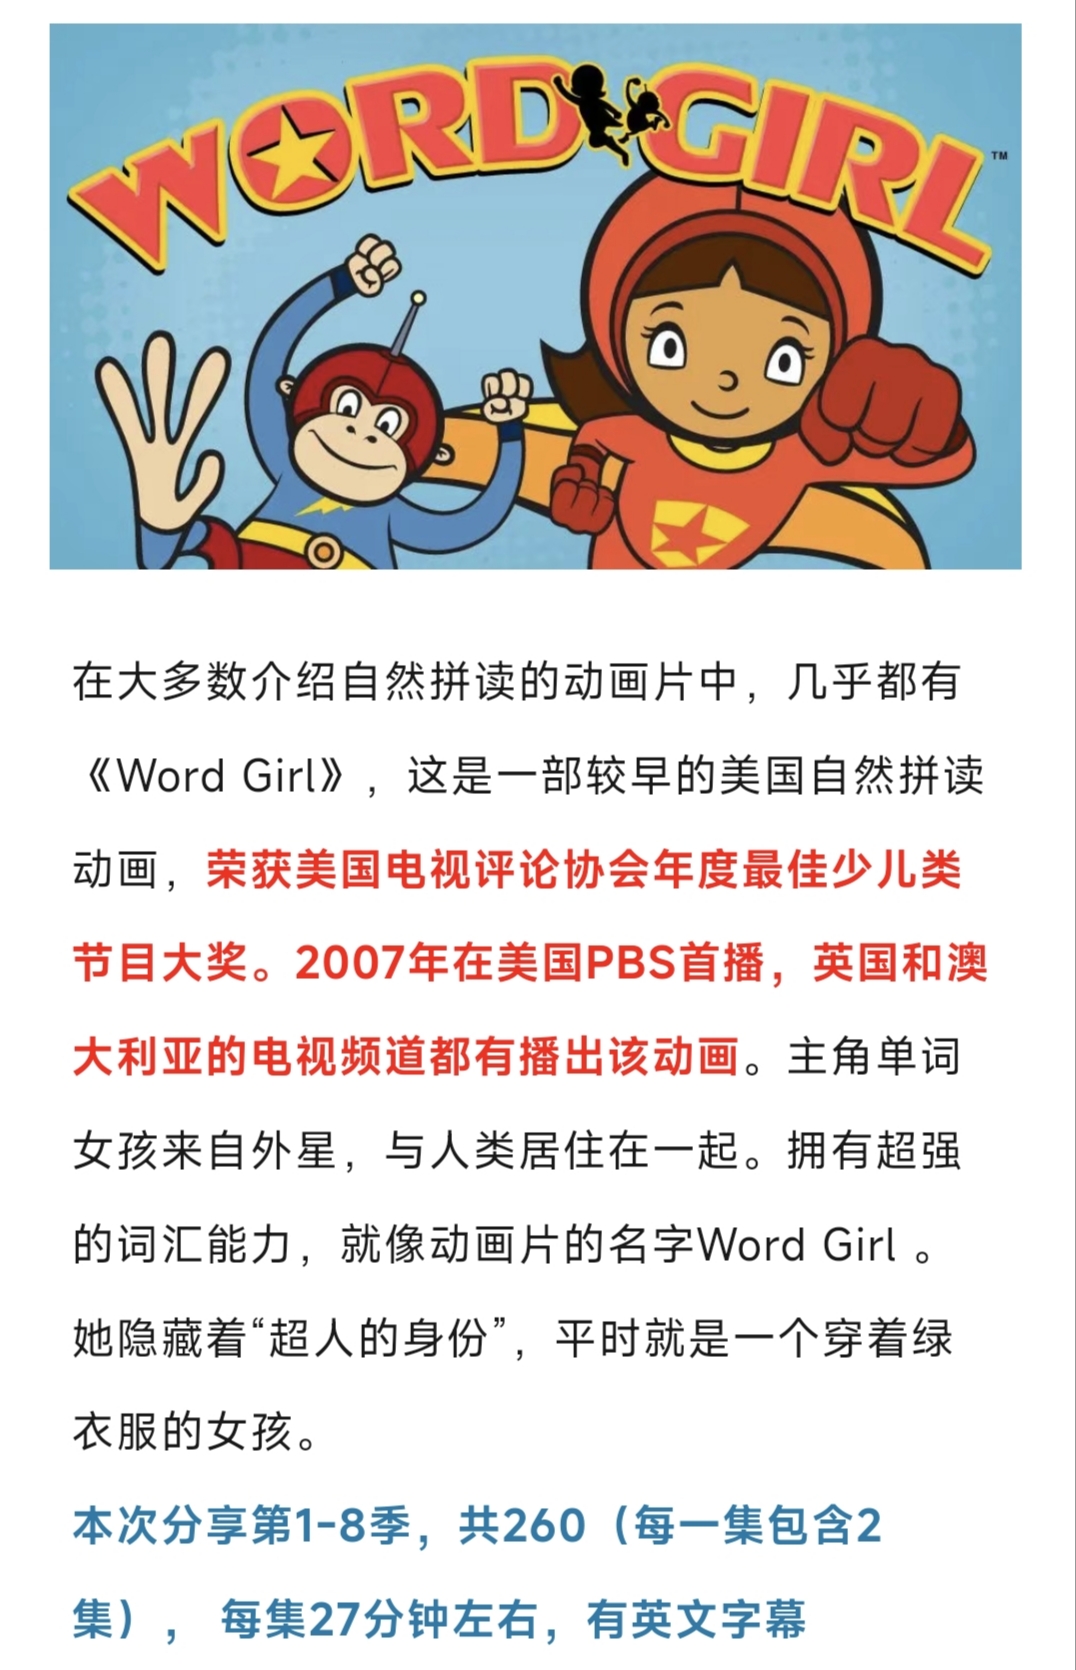 WORD GIRL™
在大多数介绍自然拼读的动画片中，几乎都有
《Word Girl》，这是一部较早的美国自然拼读
动画，荣获美国电视评论协会年度最佳少儿类
节目大奖。2007年在美国PBS首播，英国和澳
大利亚的电视频道都有播出该动画。主角单词
女孩来自外星，与人类居住在一起。拥有超强
的词汇能力，就像动画片的名字Word Girl 。
她隐藏着“超人的身份”，平时就是一个穿着绿
衣服的女孩。
本次分享第1-8季，共260（每一集包含2
集）， 每集27分钟左右，有英文字幕